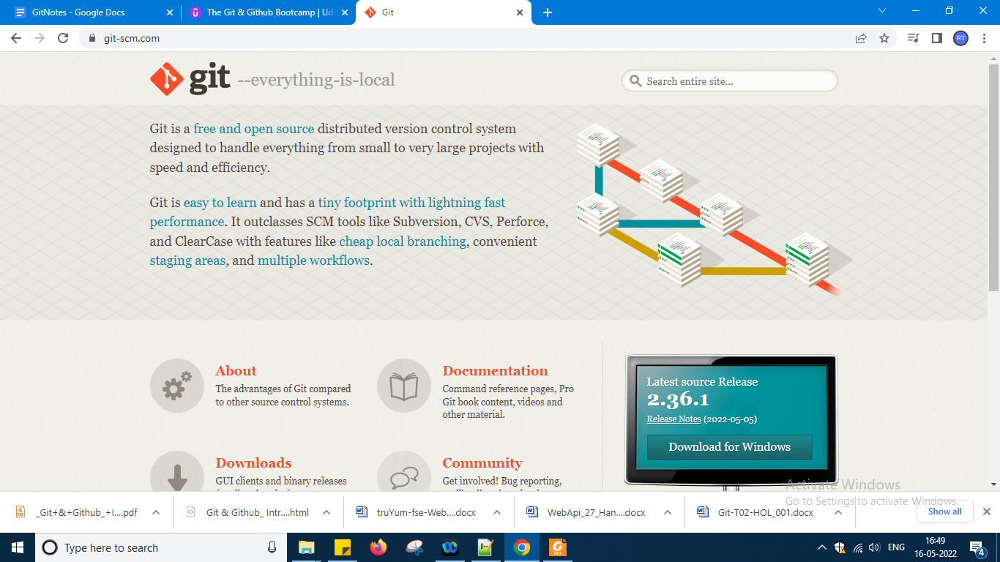 GitNotes - Google Docs
The Git & Github Bootcamp | Ud
Git
git-scm.com
RT
git --everything-is-local
Search entire site...
Git is a free and open source distributed version control system
designed to handle everything from small to very large projects with
speed and efficiency.
Git is easy to learn and has a tiny footprint with lightning fast
performance. It outclasses SCM tools like Subversion, CVS, Perforce,
and ClearCase with features like cheap local branching, convenient
staging areas, and multiple workflows.
About
The advantages of Git compared
to other source control systems.
Documentation
Command reference pages, Pro
Git book content, videos and
other material.
Latest source Release
2.36.1
Release Notes (2022-05-05)
Download for Windows
Downloads
GUI clients and binary releases
Community
Get involved! Bug reporting,
Activate Windows
Go to Settings to activate Windows.
_Git+&+Github_+I....pdf
Git & Github_ Intr....html
truYum-fse-Web....docx
WebApi_27_Han....docx
Git-T02-HOL_001.docx
Show all
Type here to search
PDF
ENG
16:49
16-05-2022
4